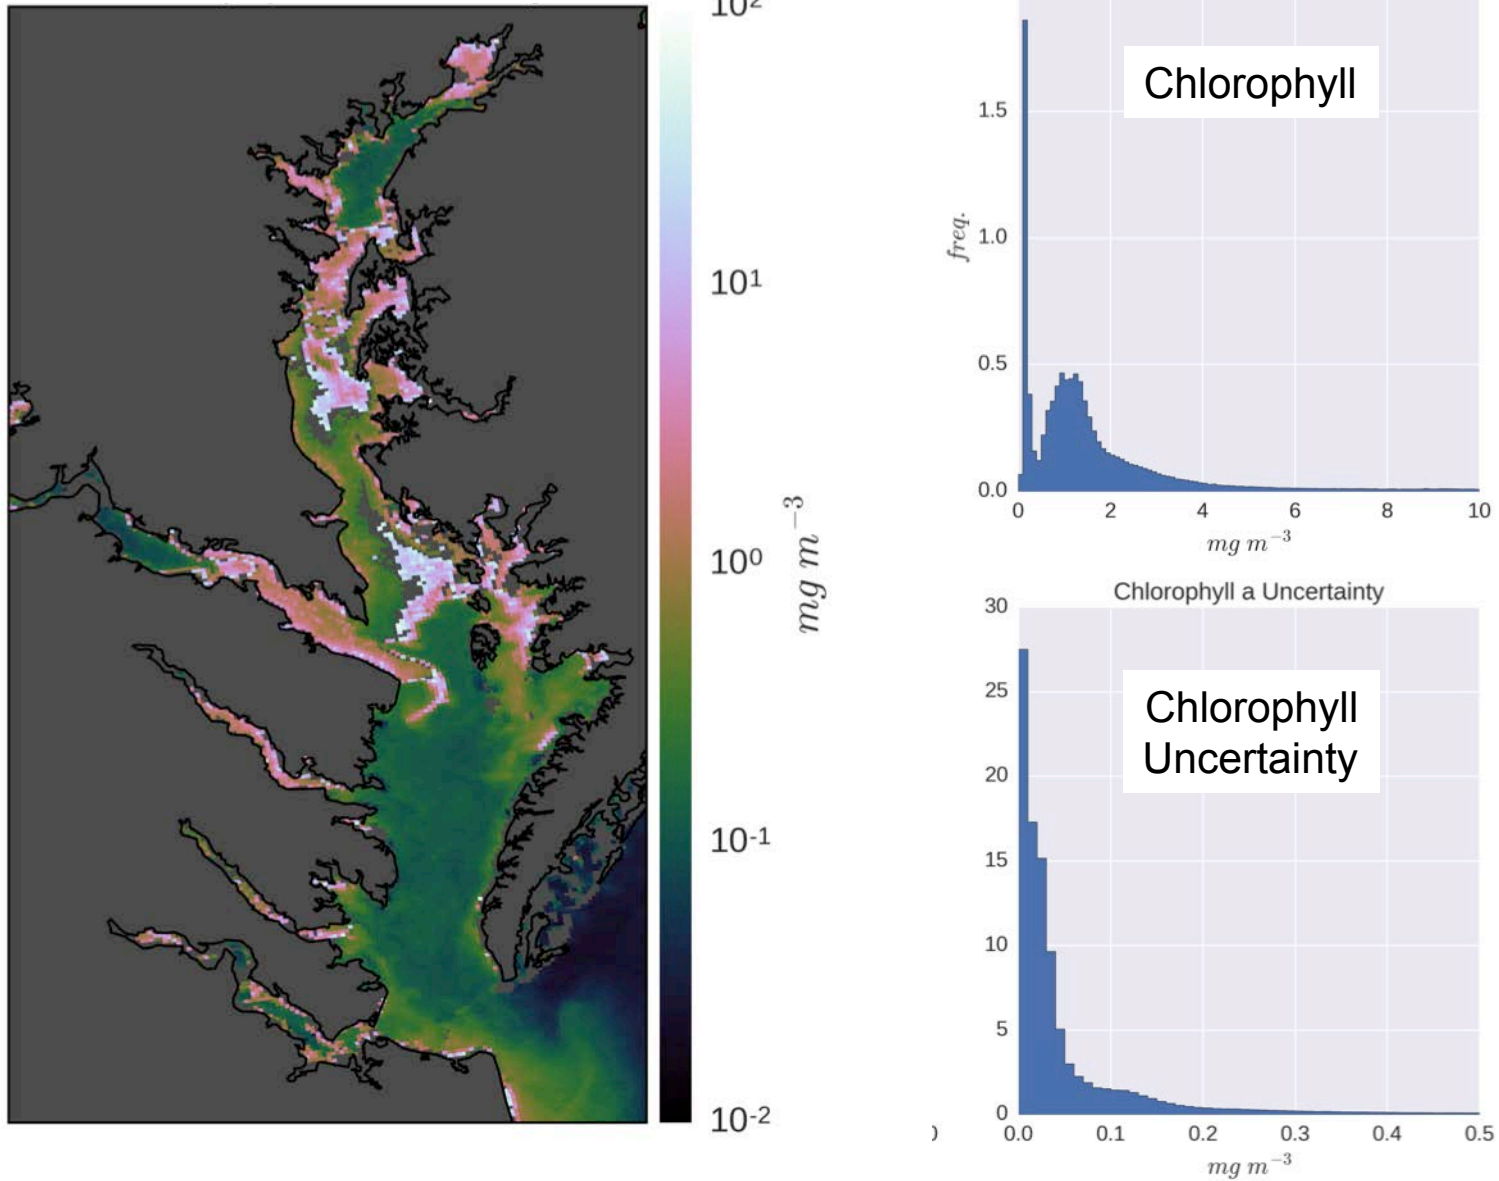 10²
10¹
10⁰
10⁻¹
10⁻²
mg m⁻³
Chlorophyll
1.5
1.0
0.5
0.0
freq.
0 2 4 6 8 10
mg m⁻³
Chlorophyll a Uncertainty
Chlorophyll
Uncertainty
30
25
20
15
10
5
0
0.0 0.1 0.2 0.3 0.4 0.5
mg m⁻³